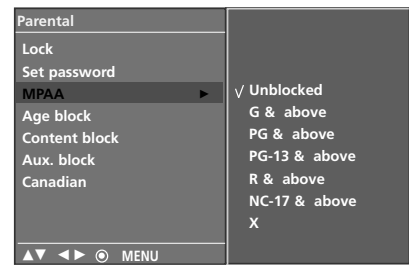 Parental
Lock
Set password
MPAA ►
Age block
Content block
Aux. block
Canadian
▲▼ ◄► ⦿ MENU
√ Unblocked
G & above
PG & above
PG-13 & above
R & above
NC-17 & above
X